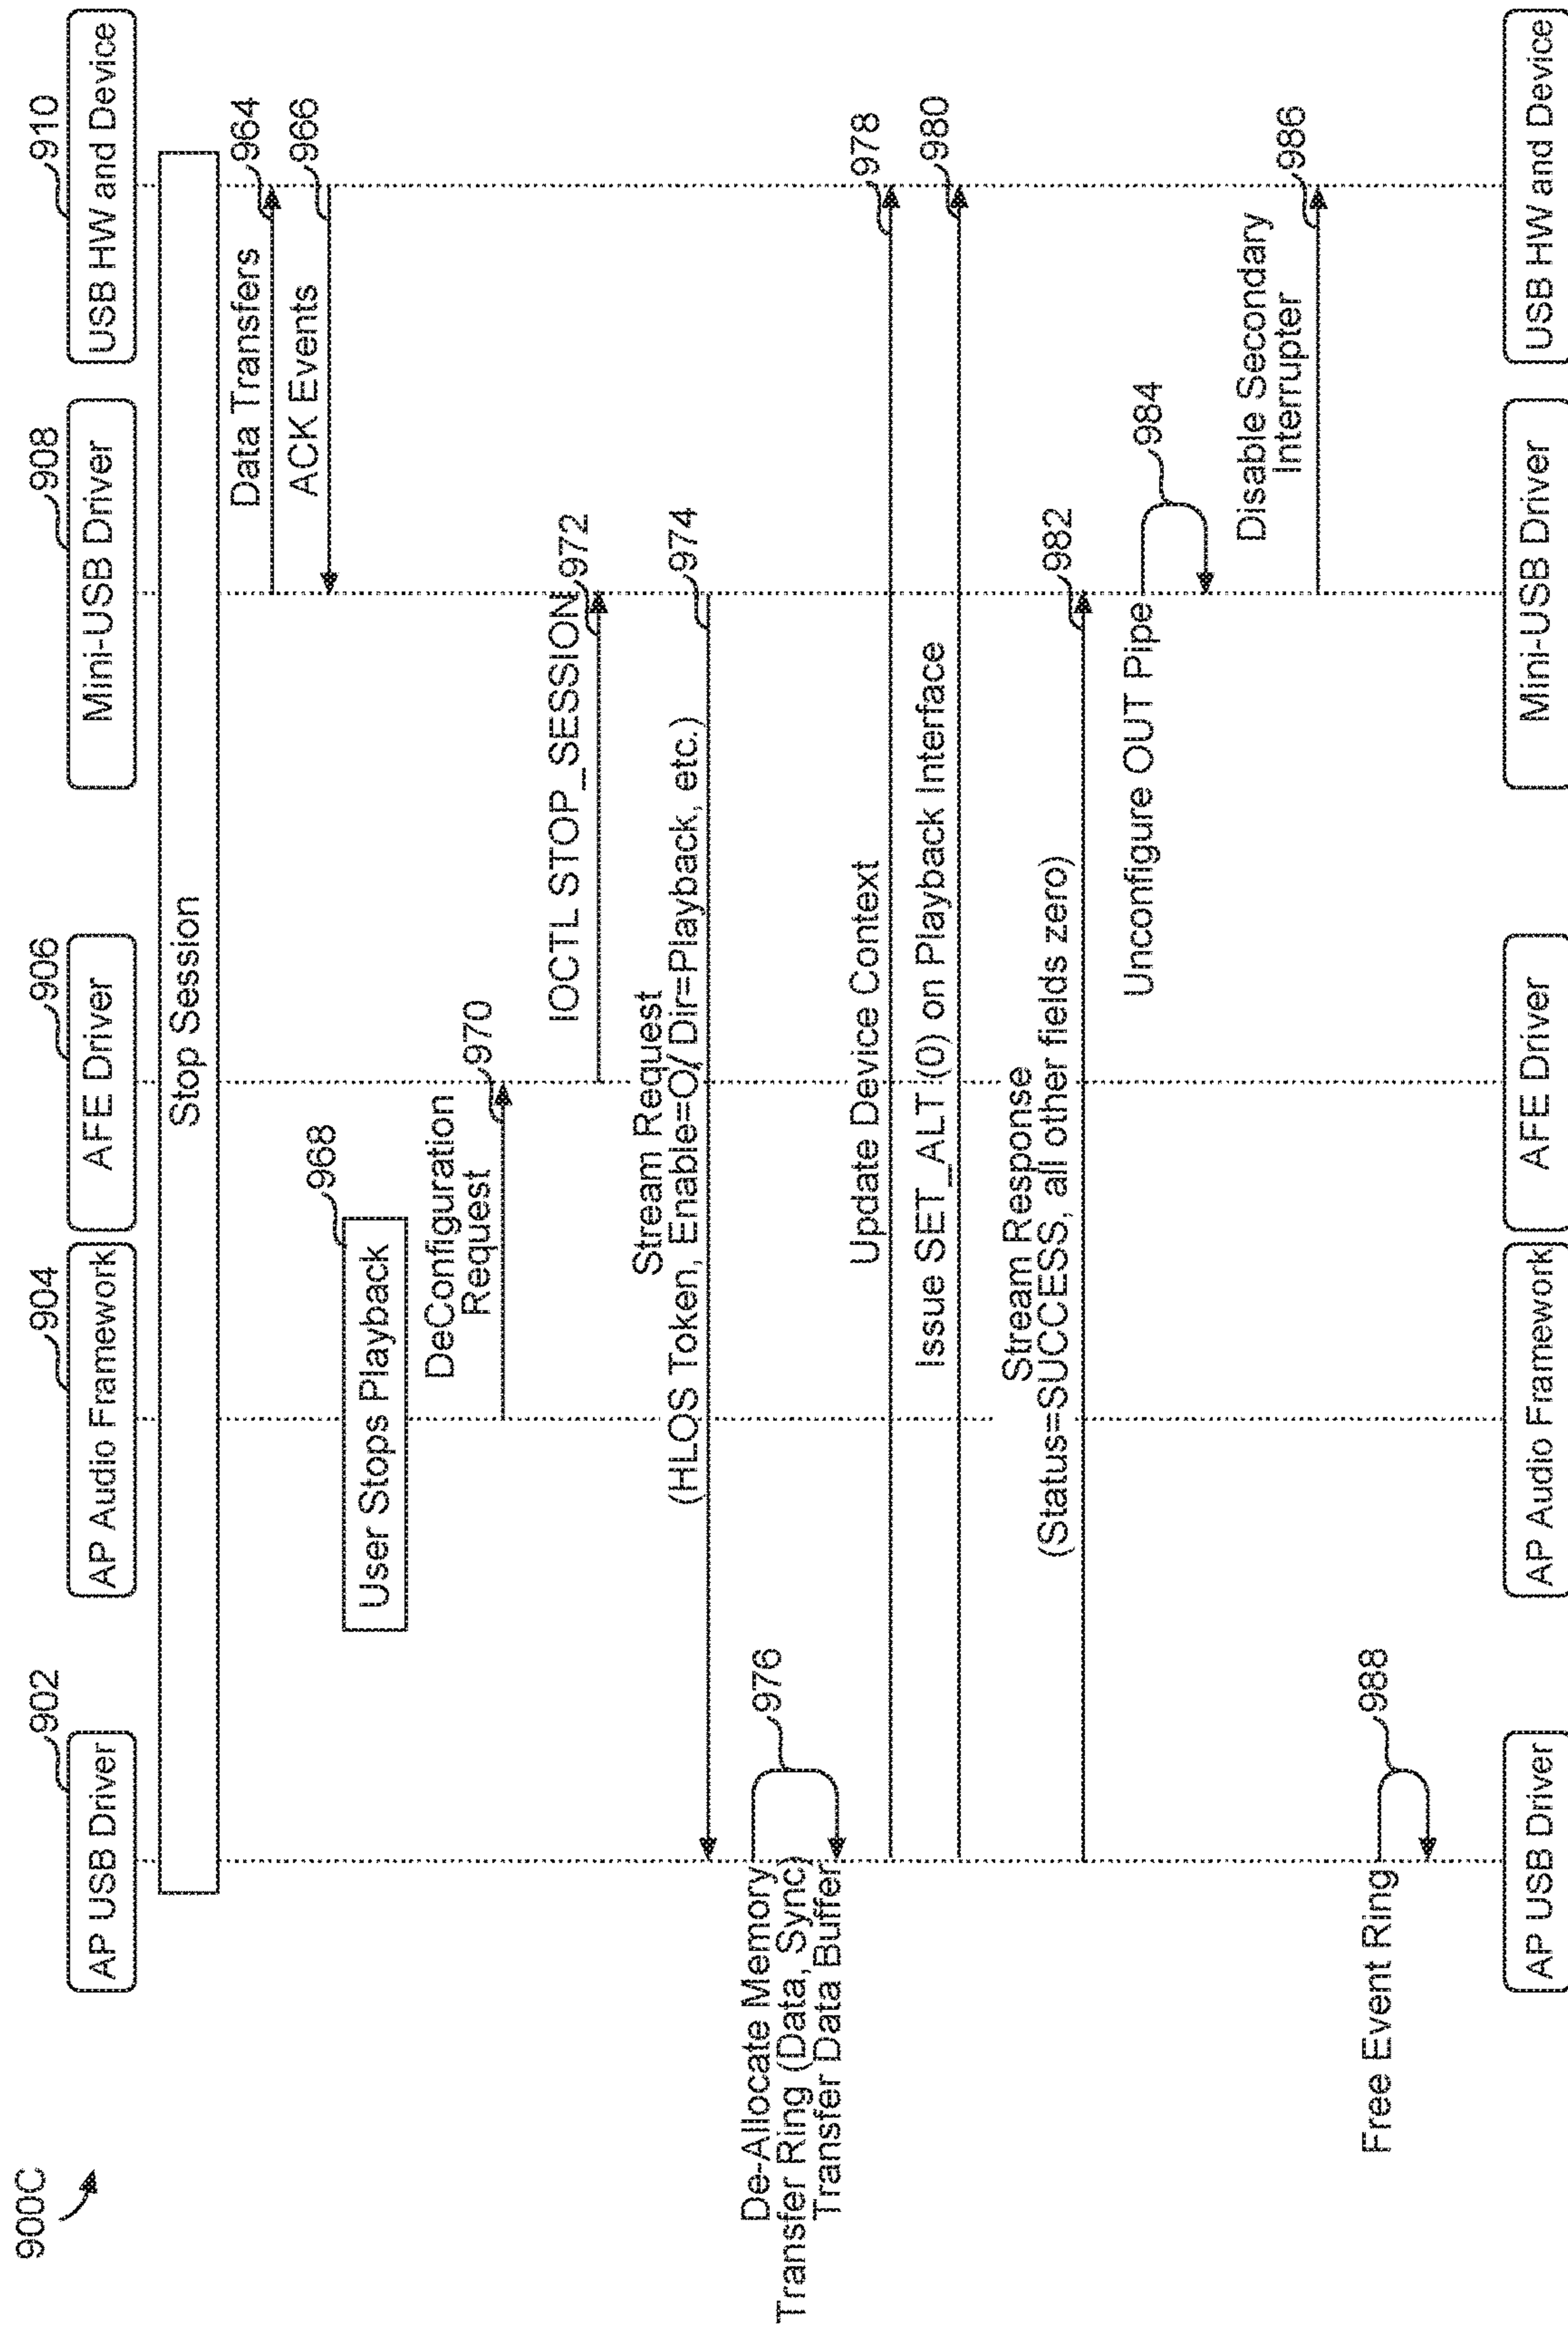 900C
902
904
906
908
910
AP USB Driver
AP Audio Framework
AFE Driver
Mini-USB Driver
USB HW and Device
Stop Session
Data Transfers
964
ACK Events
966
User Stops Playback
968
DeConfiguration
Request
970
IOCTL STOP_SESSION
972
Stream Request
(HLOS Token, Enable=O/ Dir=Playback, etc.)
974
De-Allocate Memory
Transfer Ring (Data, Sync)
Transfer Data Buffer
976
Update Device Context
978
Issue SET_ALT (0) on Playback Interface
980
Stream Response
(Status=SUCCESS, all other fields zero)
982
Unconfigure OUT Pipe
984
Disable Secondary
Interrupter
986
Free Event Ring
988
AP USB Driver
AP Audio Framework
AFE Driver
Mini-USB Driver
USB HW and Device